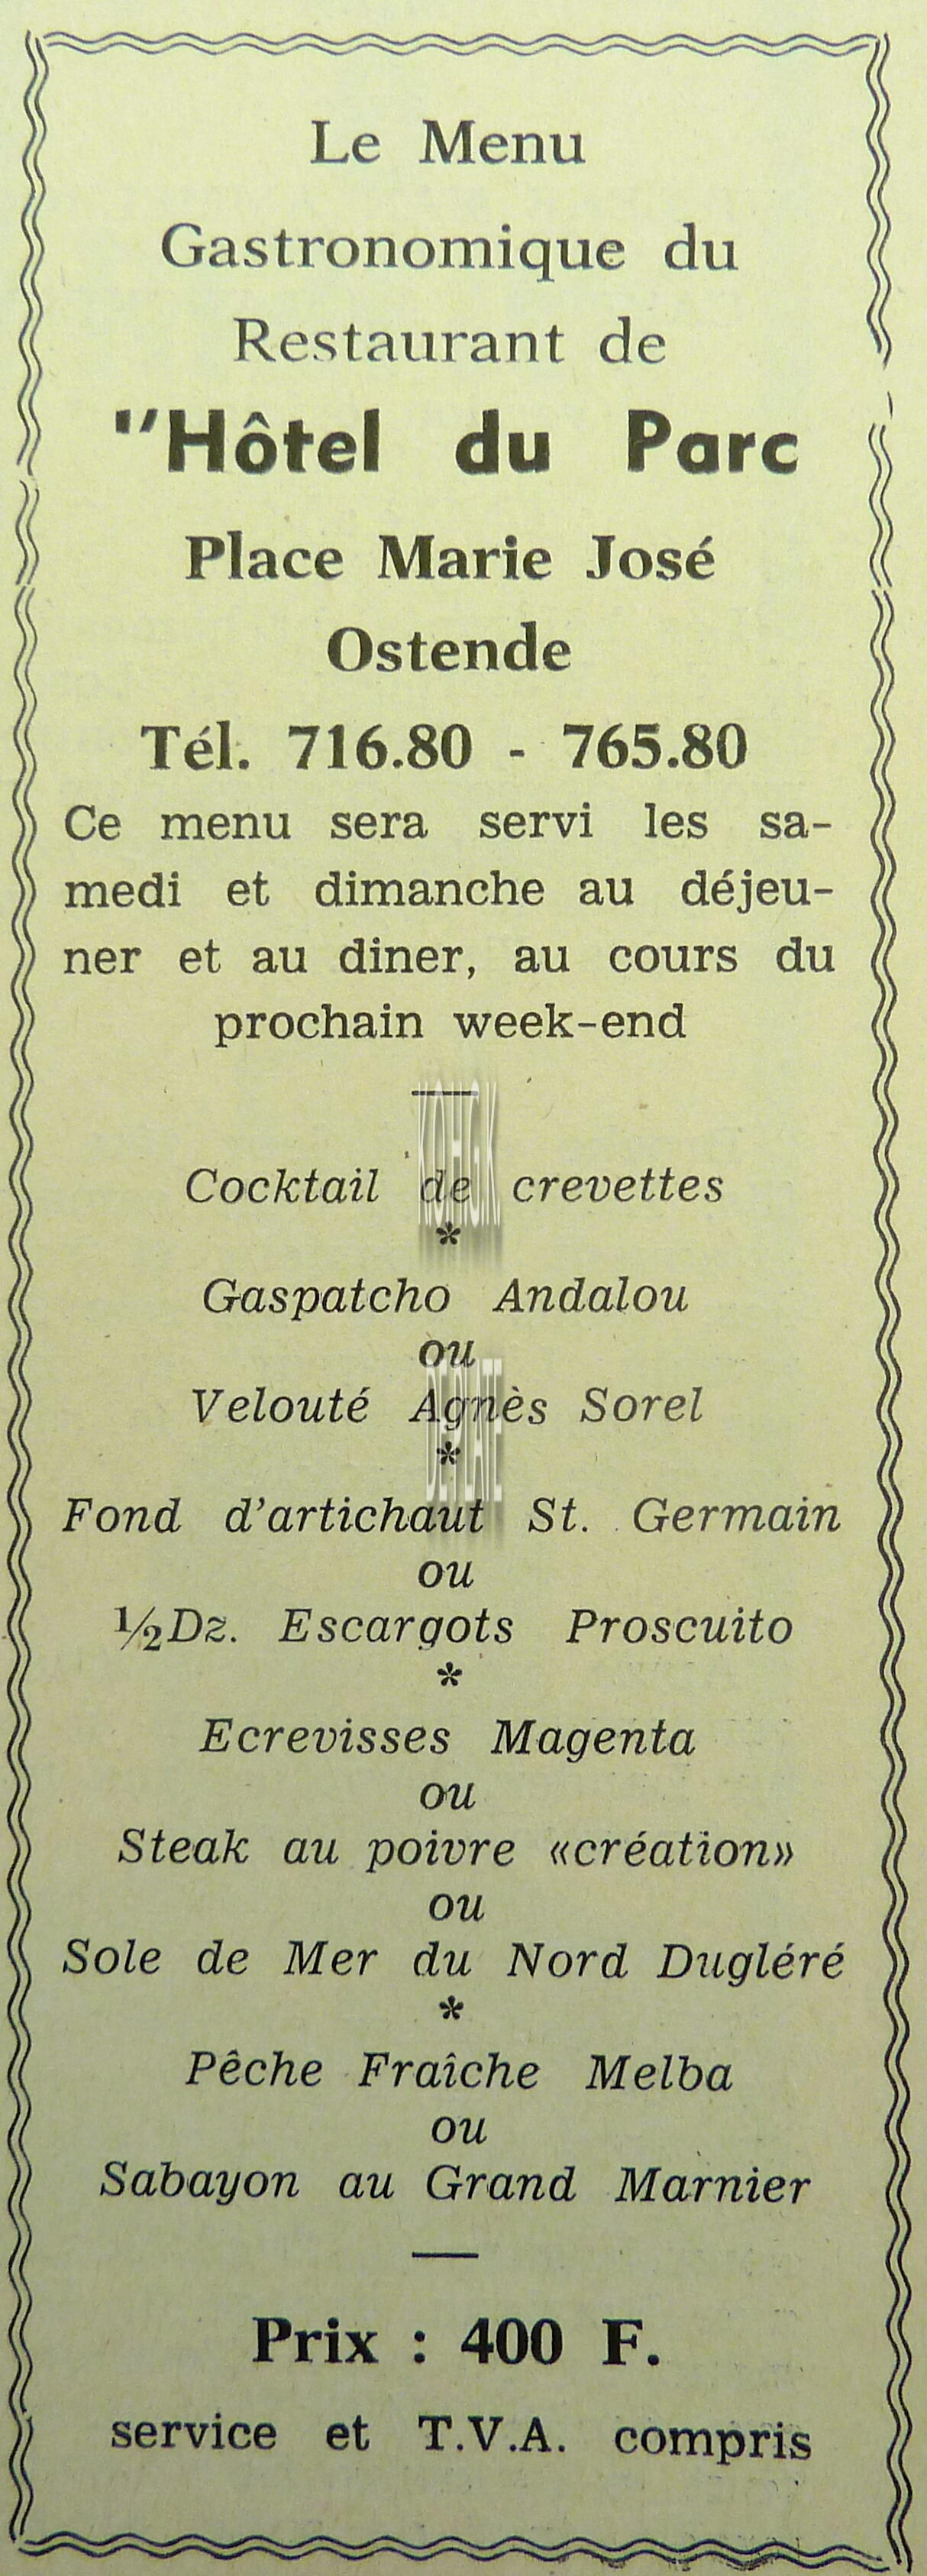 Le Menu
Gastronomique du
Restaurant de
"Hôtel du Parc
Place Marie José
Ostende
Tél. 716.80 - 765.80
Ce menu sera servi les sa-
medi et dimanche au déjeu-
ner et au diner, au cours du
prochain week-end
Cocktail de crevettes
*
Gaspatcho Andalou
ou
Velouté Agnès Sorel
*
Fond d'artichaut St. Germain
ou
½Dz. Escargots Proscuito
*
Ecrevisses Magenta
ou
Steak au poivre «création»
ou
Sole de Mer du Nord Dugléré
*
Pêche Fraîche Melba
ou
Sabayon au Grand Marnier
Prix : 400 F.
service et T.V.A. compris
KOHGK
DEPLATE